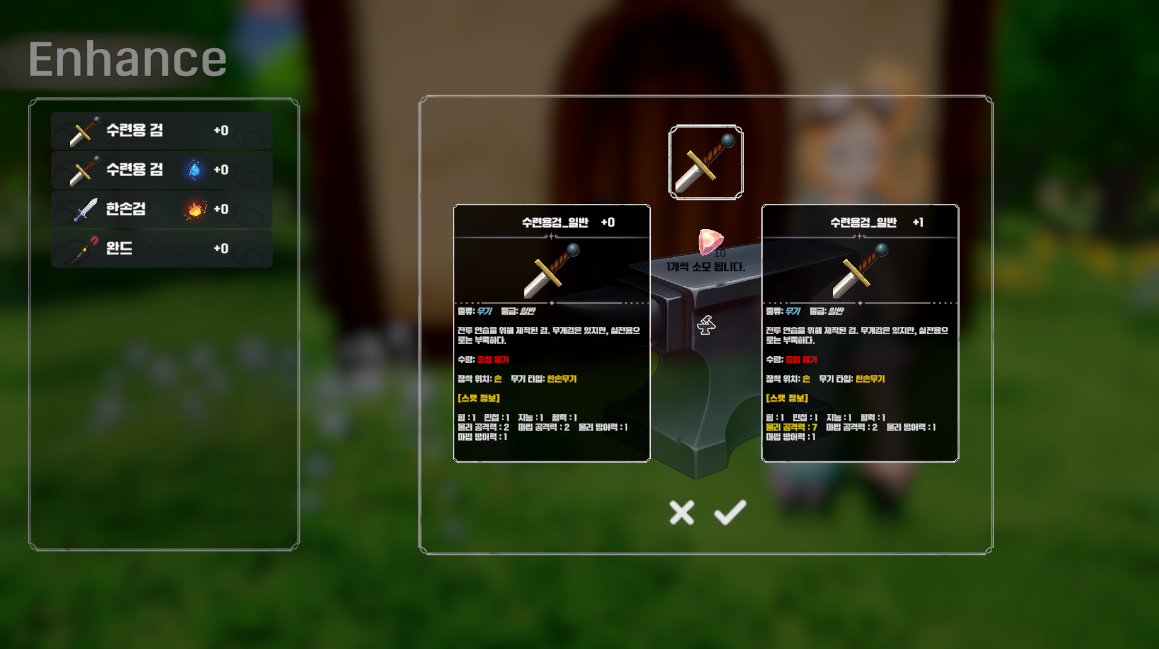 Enhance
수련용 검 +0
수련용 검 +0
한손검 +0
완드 +0
수련용검_일반 +0
종류: 무기 등급: 일반
전투 연습을 위해 제작된 검. 무게감은 있지만, 실전용으
로는 부족하다.
수량:
장착 위치: 손 무기 타입: 한손무기
[스탯 정보]
힘 : 1 민첩 : 1 지능 : 1 활력 : 1
물리 공격력 : 2 마법 공격력 : 2 물리 방어력 : 1
마법 방어력 : 1
10
1개씩 소모 됩니다.
수련용검_일반 +1
종류: 무기 등급: 일반
전투 연습을 위해 제작된 검. 무게감은 있지만, 실전용으
로는 부족하다.
수량:
장착 위치: 손 무기 타입: 한손무기
[스탯 정보]
힘 : 1 민첩 : 1 지능 : 1 활력 : 1
물리 공격력 : 7 마법 공격력 : 2 물리 방어력 : 1
마법 방어력 : 1